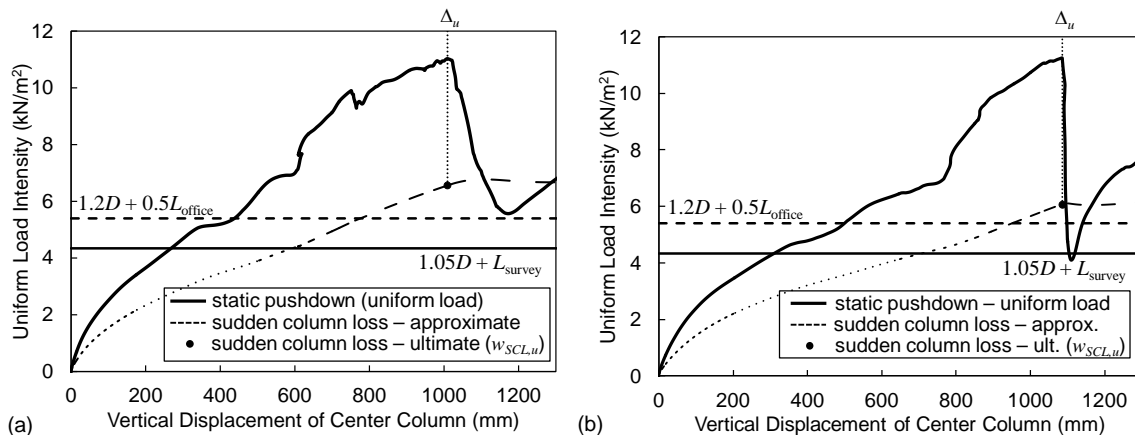 Δu
12
10
8
6
4
2
0
Uniform Load Intensity (kN/m²)
1.2D + 0.5Loffice
1.05D + Lsurvey
static pushdown (uniform load)
sudden column loss – approximate
sudden column loss – ultimate (wSCL,u)
0 200 400 600 800 1000 1200
(a) Vertical Displacement of Center Column (mm)
Δu
12
10
8
6
4
2
0
Uniform Load Intensity (kN/m²)
1.2D + 0.5Loffice
1.05D + Lsurvey
static pushdown – uniform load
sudden column loss – approx.
sudden column loss – ult. (wSCL,u)
0 200 400 600 800 1000 1200
(b) Vertical Displacement of Center Column (mm)